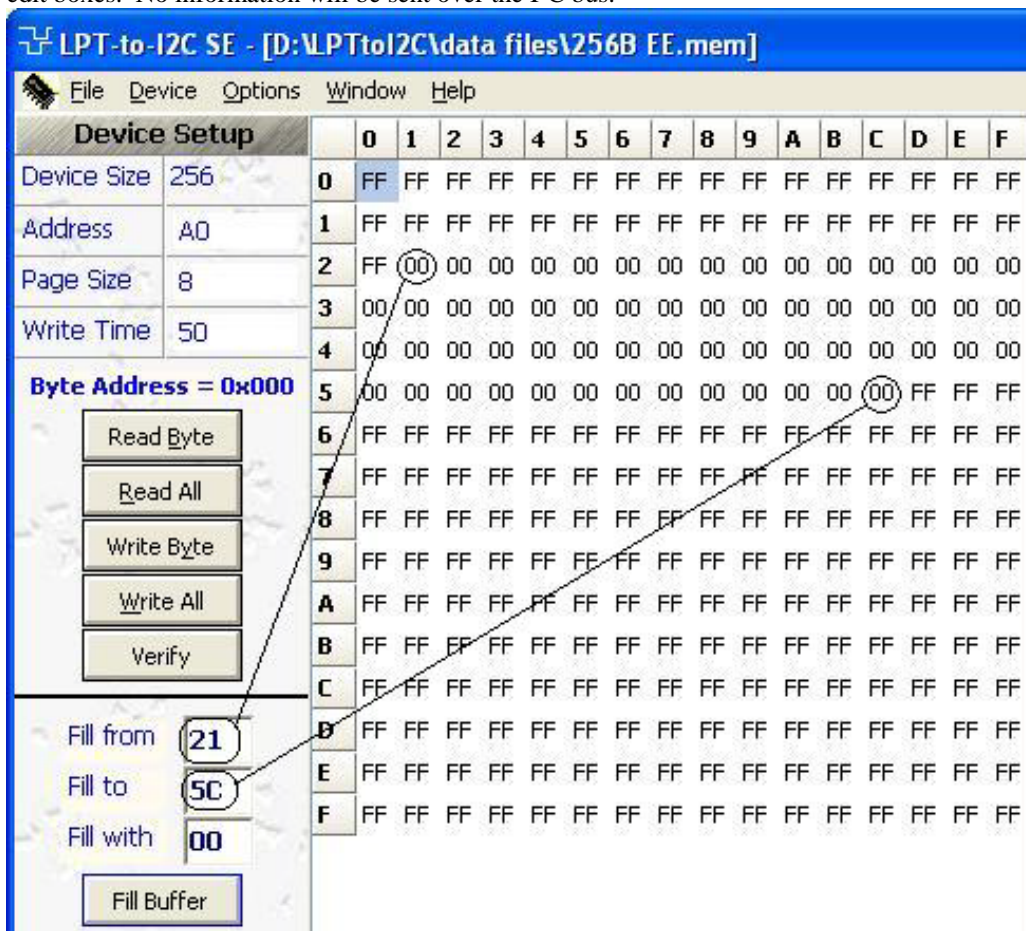 edit boxes. No information will be sent over the I²C bus.
LPT-to-I2C SE - [D:\LPTtoI2C\data files\256B EE.mem]
File Device Options Window Help
Device Setup
Device Size 256
Address A0
Page Size 8
Write Time 50
Byte Address = 0x000
Read Byte
Read All
Write Byte
Write All
Verify
Fill from 21
Fill to 5C
Fill with 00
Fill Buffer
0 1 2 3 4 5 6 7 8 9 A B C D E F
0 FF FF FF FF FF FF FF FF FF FF FF FF FF FF FF FF
1 FF FF FF FF FF FF FF FF FF FF FF FF FF FF FF FF
2 FF 00 00 00 00 00 00 00 00 00 00 00 00 00 00 00
3 00 00 00 00 00 00 00 00 00 00 00 00 00 00 00 00
4 00 00 00 00 00 00 00 00 00 00 00 00 00 00 00 00
5 00 00 00 00 00 00 00 00 00 00 00 00 00 FF FF FF
6 FF FF FF FF FF FF FF FF FF FF FF FF FF FF FF FF
7 FF FF FF FF FF FF FF FF FF FF FF FF FF FF FF FF
8 FF FF FF FF FF FF FF FF FF FF FF FF FF FF FF FF
9 FF FF FF FF FF FF FF FF FF FF FF FF FF FF FF FF
A FF FF FF FF FF FF FF FF FF FF FF FF FF FF FF FF
B FF FF FF FF FF FF FF FF FF FF FF FF FF FF FF FF
C FF FF FF FF FF FF FF FF FF FF FF FF FF FF FF FF
D FF FF FF FF FF FF FF FF FF FF FF FF FF FF FF FF
E FF FF FF FF FF FF FF FF FF FF FF FF FF FF FF FF
F FF FF FF FF FF FF FF FF FF FF FF FF FF FF FF FF